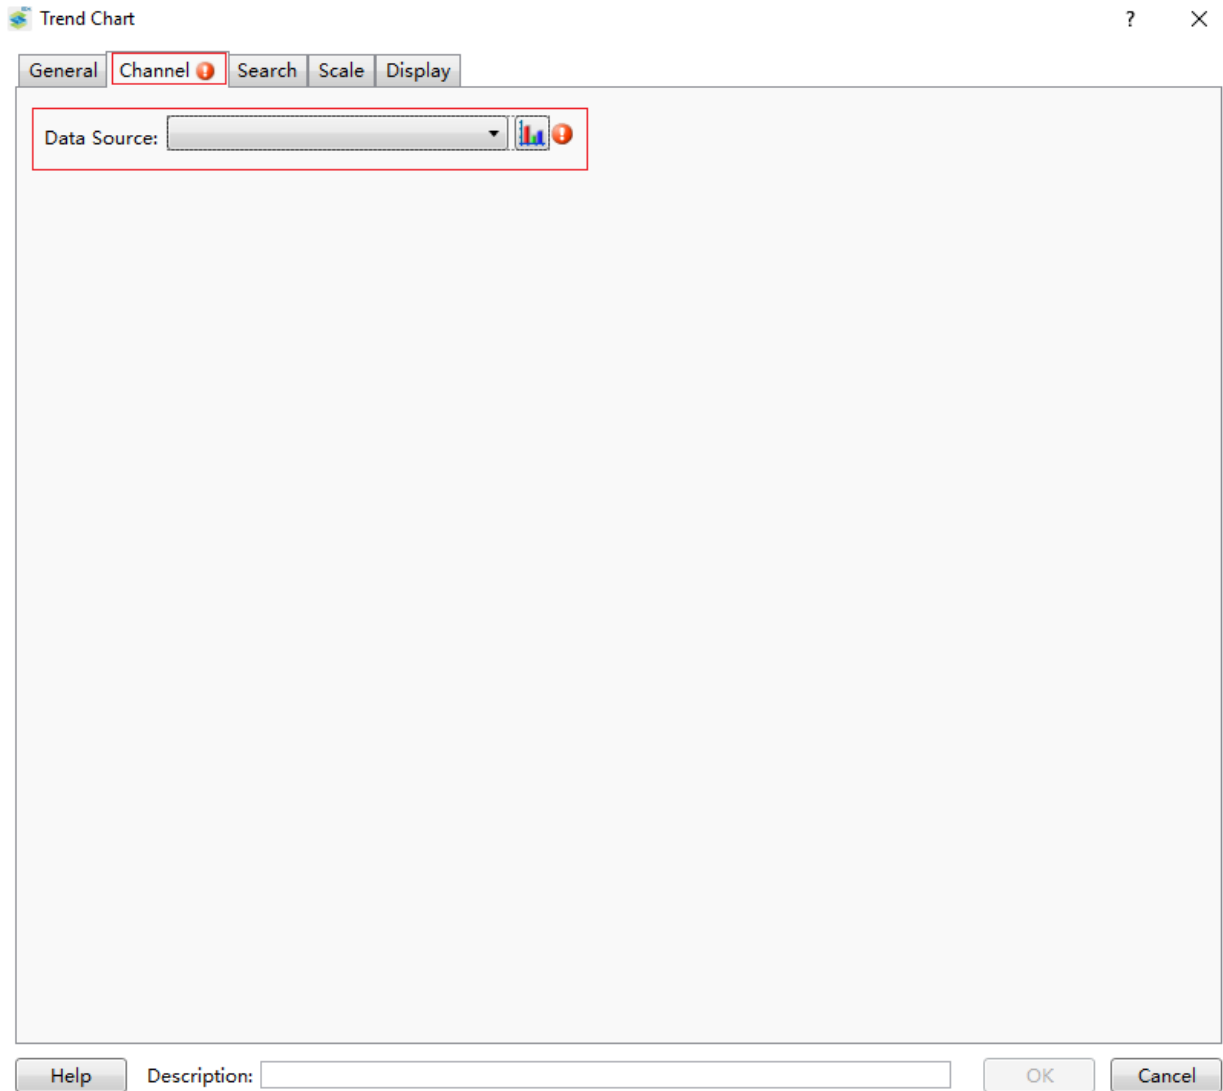 Trend Chart
?
General Channel Search Scale Display
Data Source:
Help Description: OK Cancel